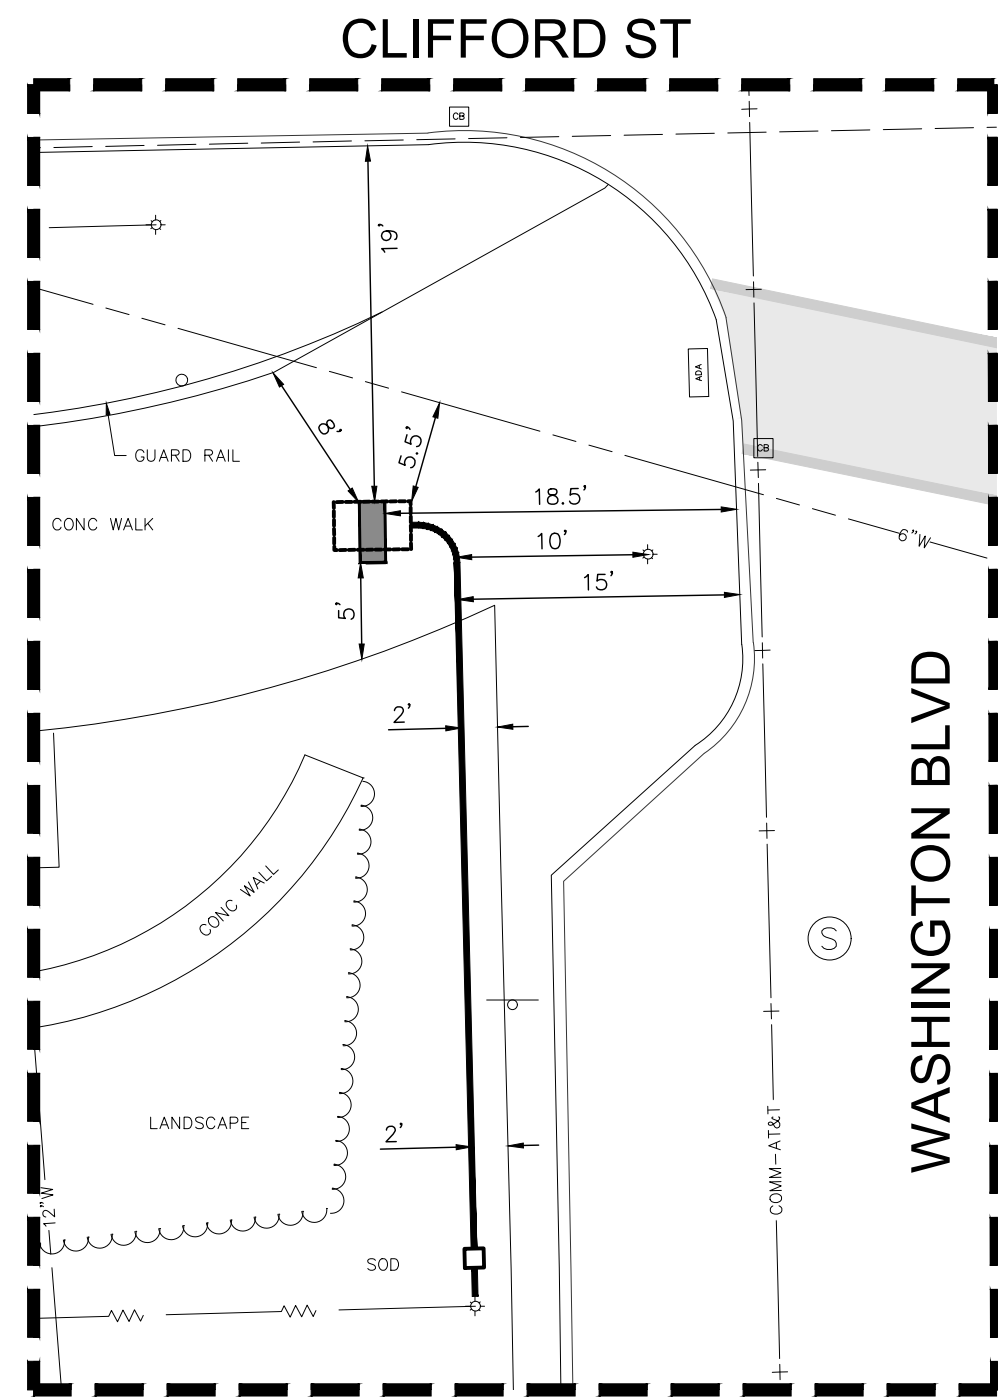 CLIFFORD ST
CB
19'
ADA
8'
5.5'
GUARD RAIL
CB
18.5'
CONC WALK
10'
6"W
15'
5'
2'
CONC WALL
WASHINGTON BLVD
S
LANDSCAPE
2'
COMM-AT&T
12"W
SOD